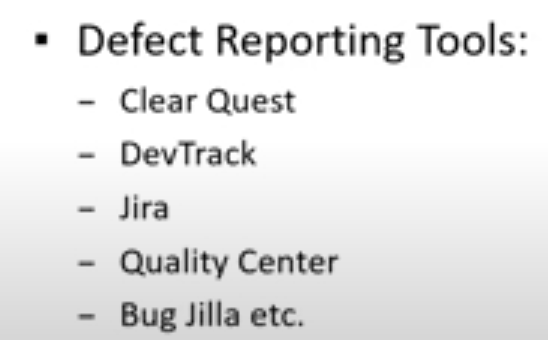 ▪ Defect Reporting Tools:
– Clear Quest
– DevTrack
– Jira
– Quality Center
– Bug Jilla etc.